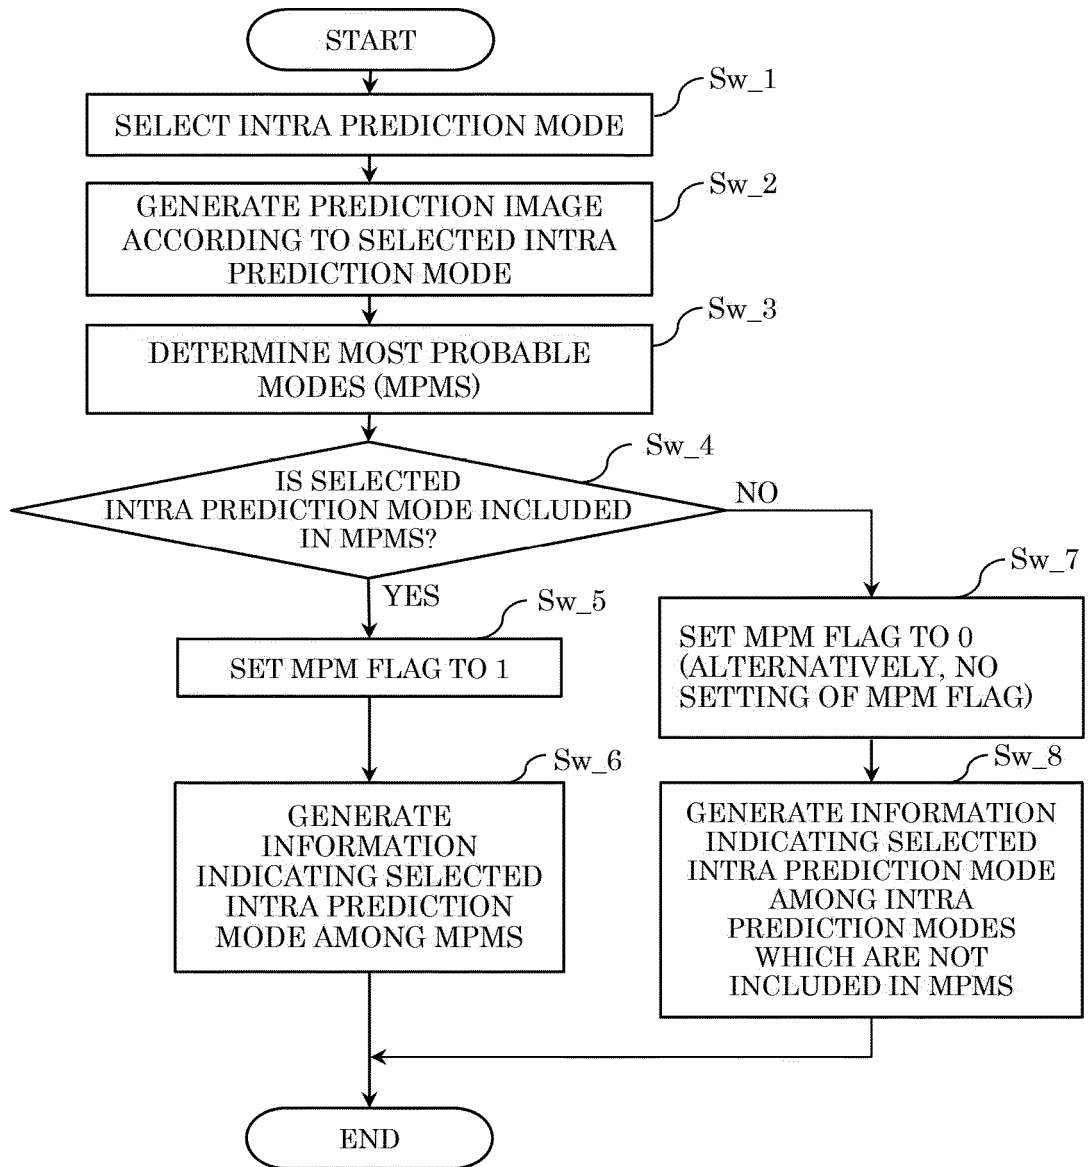 START
Sw_1
SELECT INTRA PREDICTION MODE
Sw_2
GENERATE PREDICTION IMAGE
ACCORDING TO SELECTED INTRA
PREDICTION MODE
Sw_3
DETERMINE MOST PROBABLE
MODES (MPMS)
Sw_4
IS SELECTED
INTRA PREDICTION MODE INCLUDED
IN MPMS?
NO
YES
Sw_5
SET MPM FLAG TO 1
Sw_6
GENERATE
INFORMATION
INDICATING SELECTED
INTRA PREDICTION
MODE AMONG MPMS
Sw_7
SET MPM FLAG TO 0
(ALTERNATIVELY, NO
SETTING OF MPM FLAG)
Sw_8
GENERATE INFORMATION
INDICATING SELECTED
INTRA PREDICTION MODE
AMONG INTRA
PREDICTION MODES
WHICH ARE NOT
INCLUDED IN MPMS
END